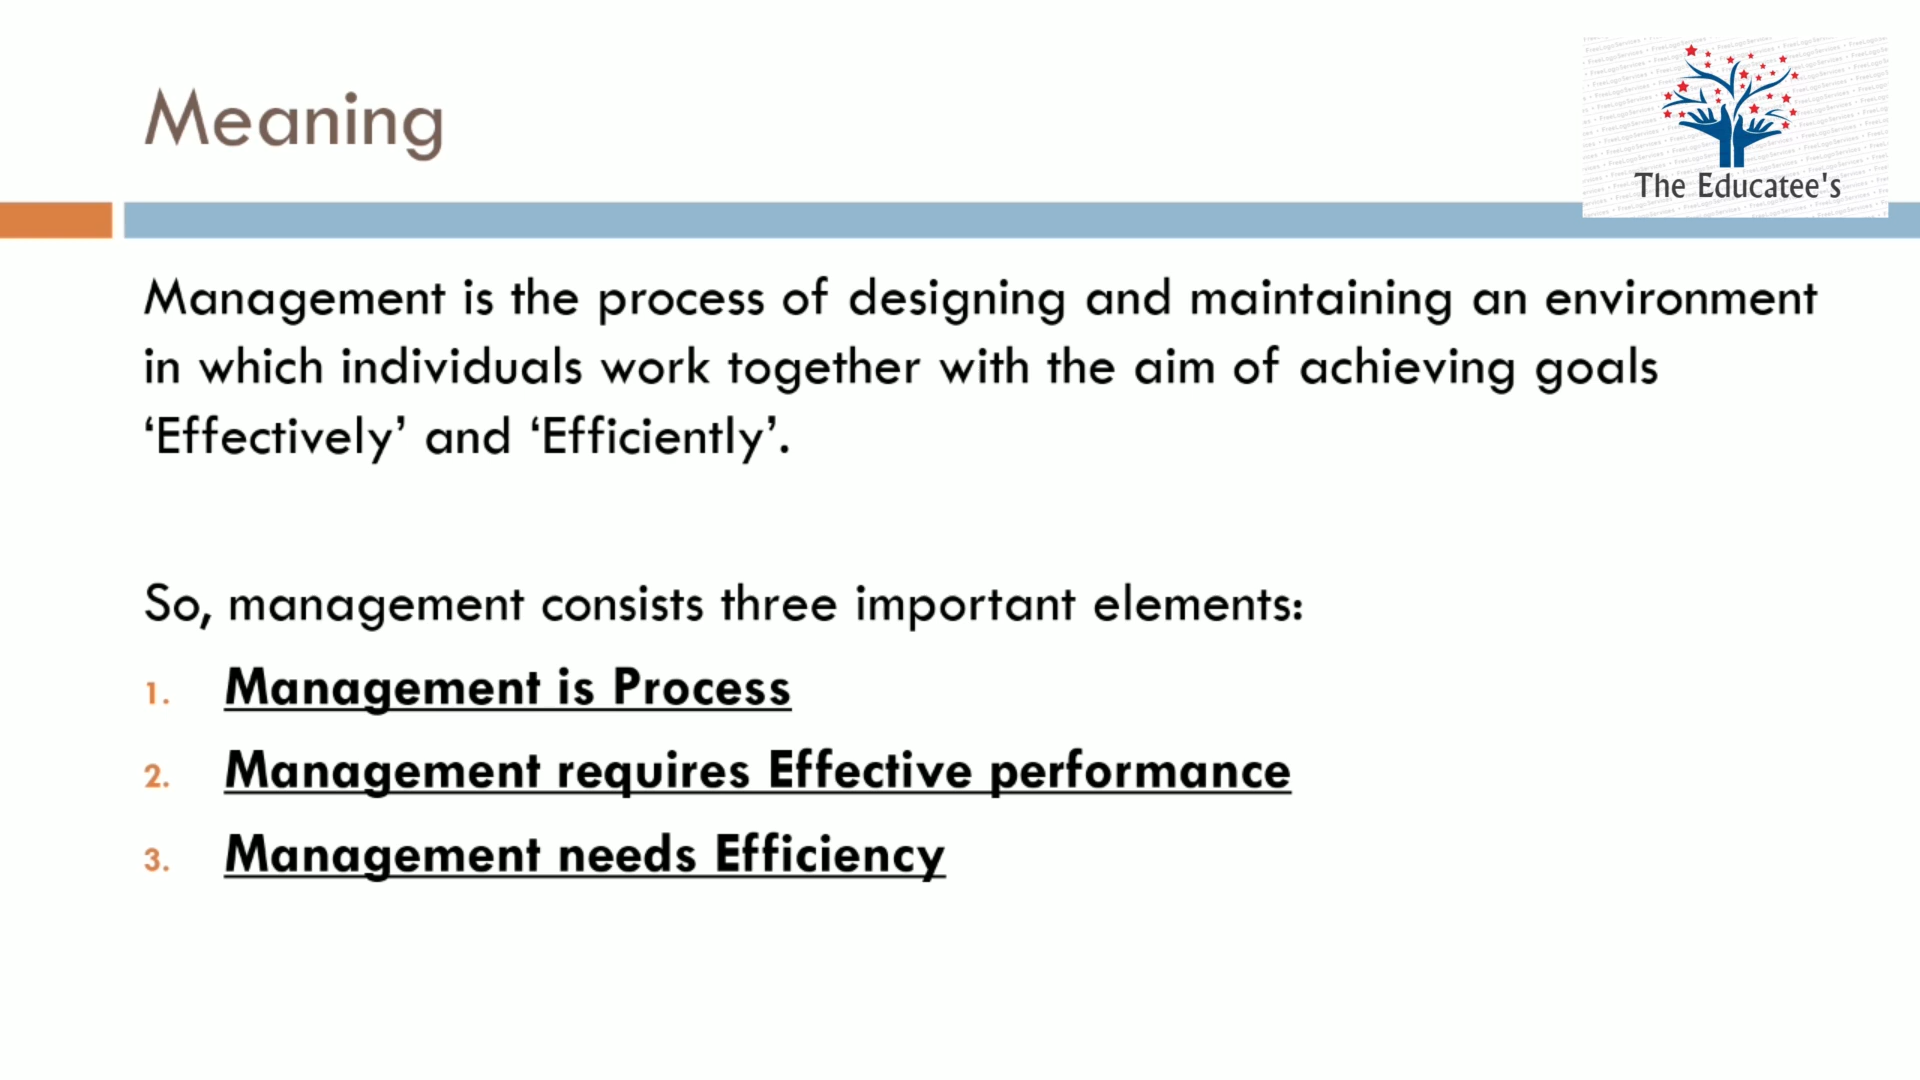 Meaning
The Educatee's
Management is the process of designing and maintaining an environment
in which individuals work together with the aim of achieving goals
‘Effectively’ and ‘Efficiently’.
So, management consists three important elements:
1. Management is Process
2. Management requires Effective performance
3. Management needs Efficiency